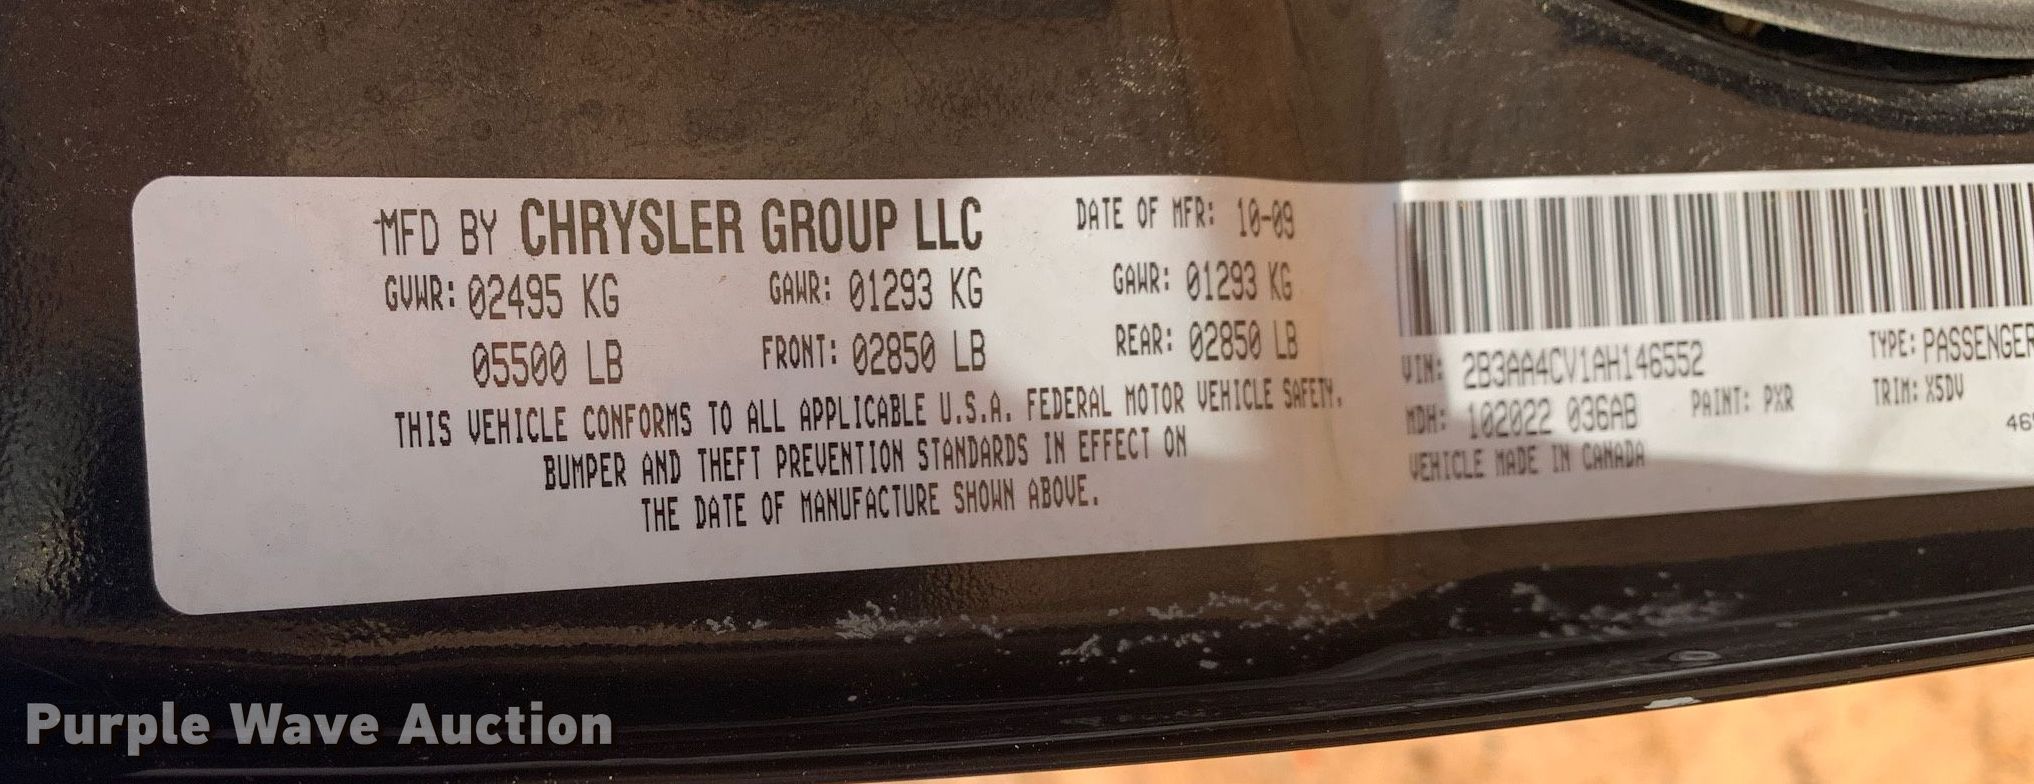 MFD BY CHRYSLER GROUP LLC DATE OF MFR: 10-09
GVWR: 02495 KG GAWR: 01293 KG GAWR: 01293 KG
05500 LB FRONT: 02850 LB REAR: 02850 LB
THIS VEHICLE CONFORMS TO ALL APPLICABLE U.S.A. FEDERAL MOTOR VEHICLE SAFETY,
BUMPER AND THEFT PREVENTION STANDARDS IN EFFECT ON
THE DATE OF MANUFACTURE SHOWN ABOVE.
VIN: 2B3AA4CV1AH146552 TYPE: PASSENGER
MDH: 102022 036AB PAINT: PXR TRIM: X5DV
VEHICLE MADE IN CANADA
Purple Wave Auction